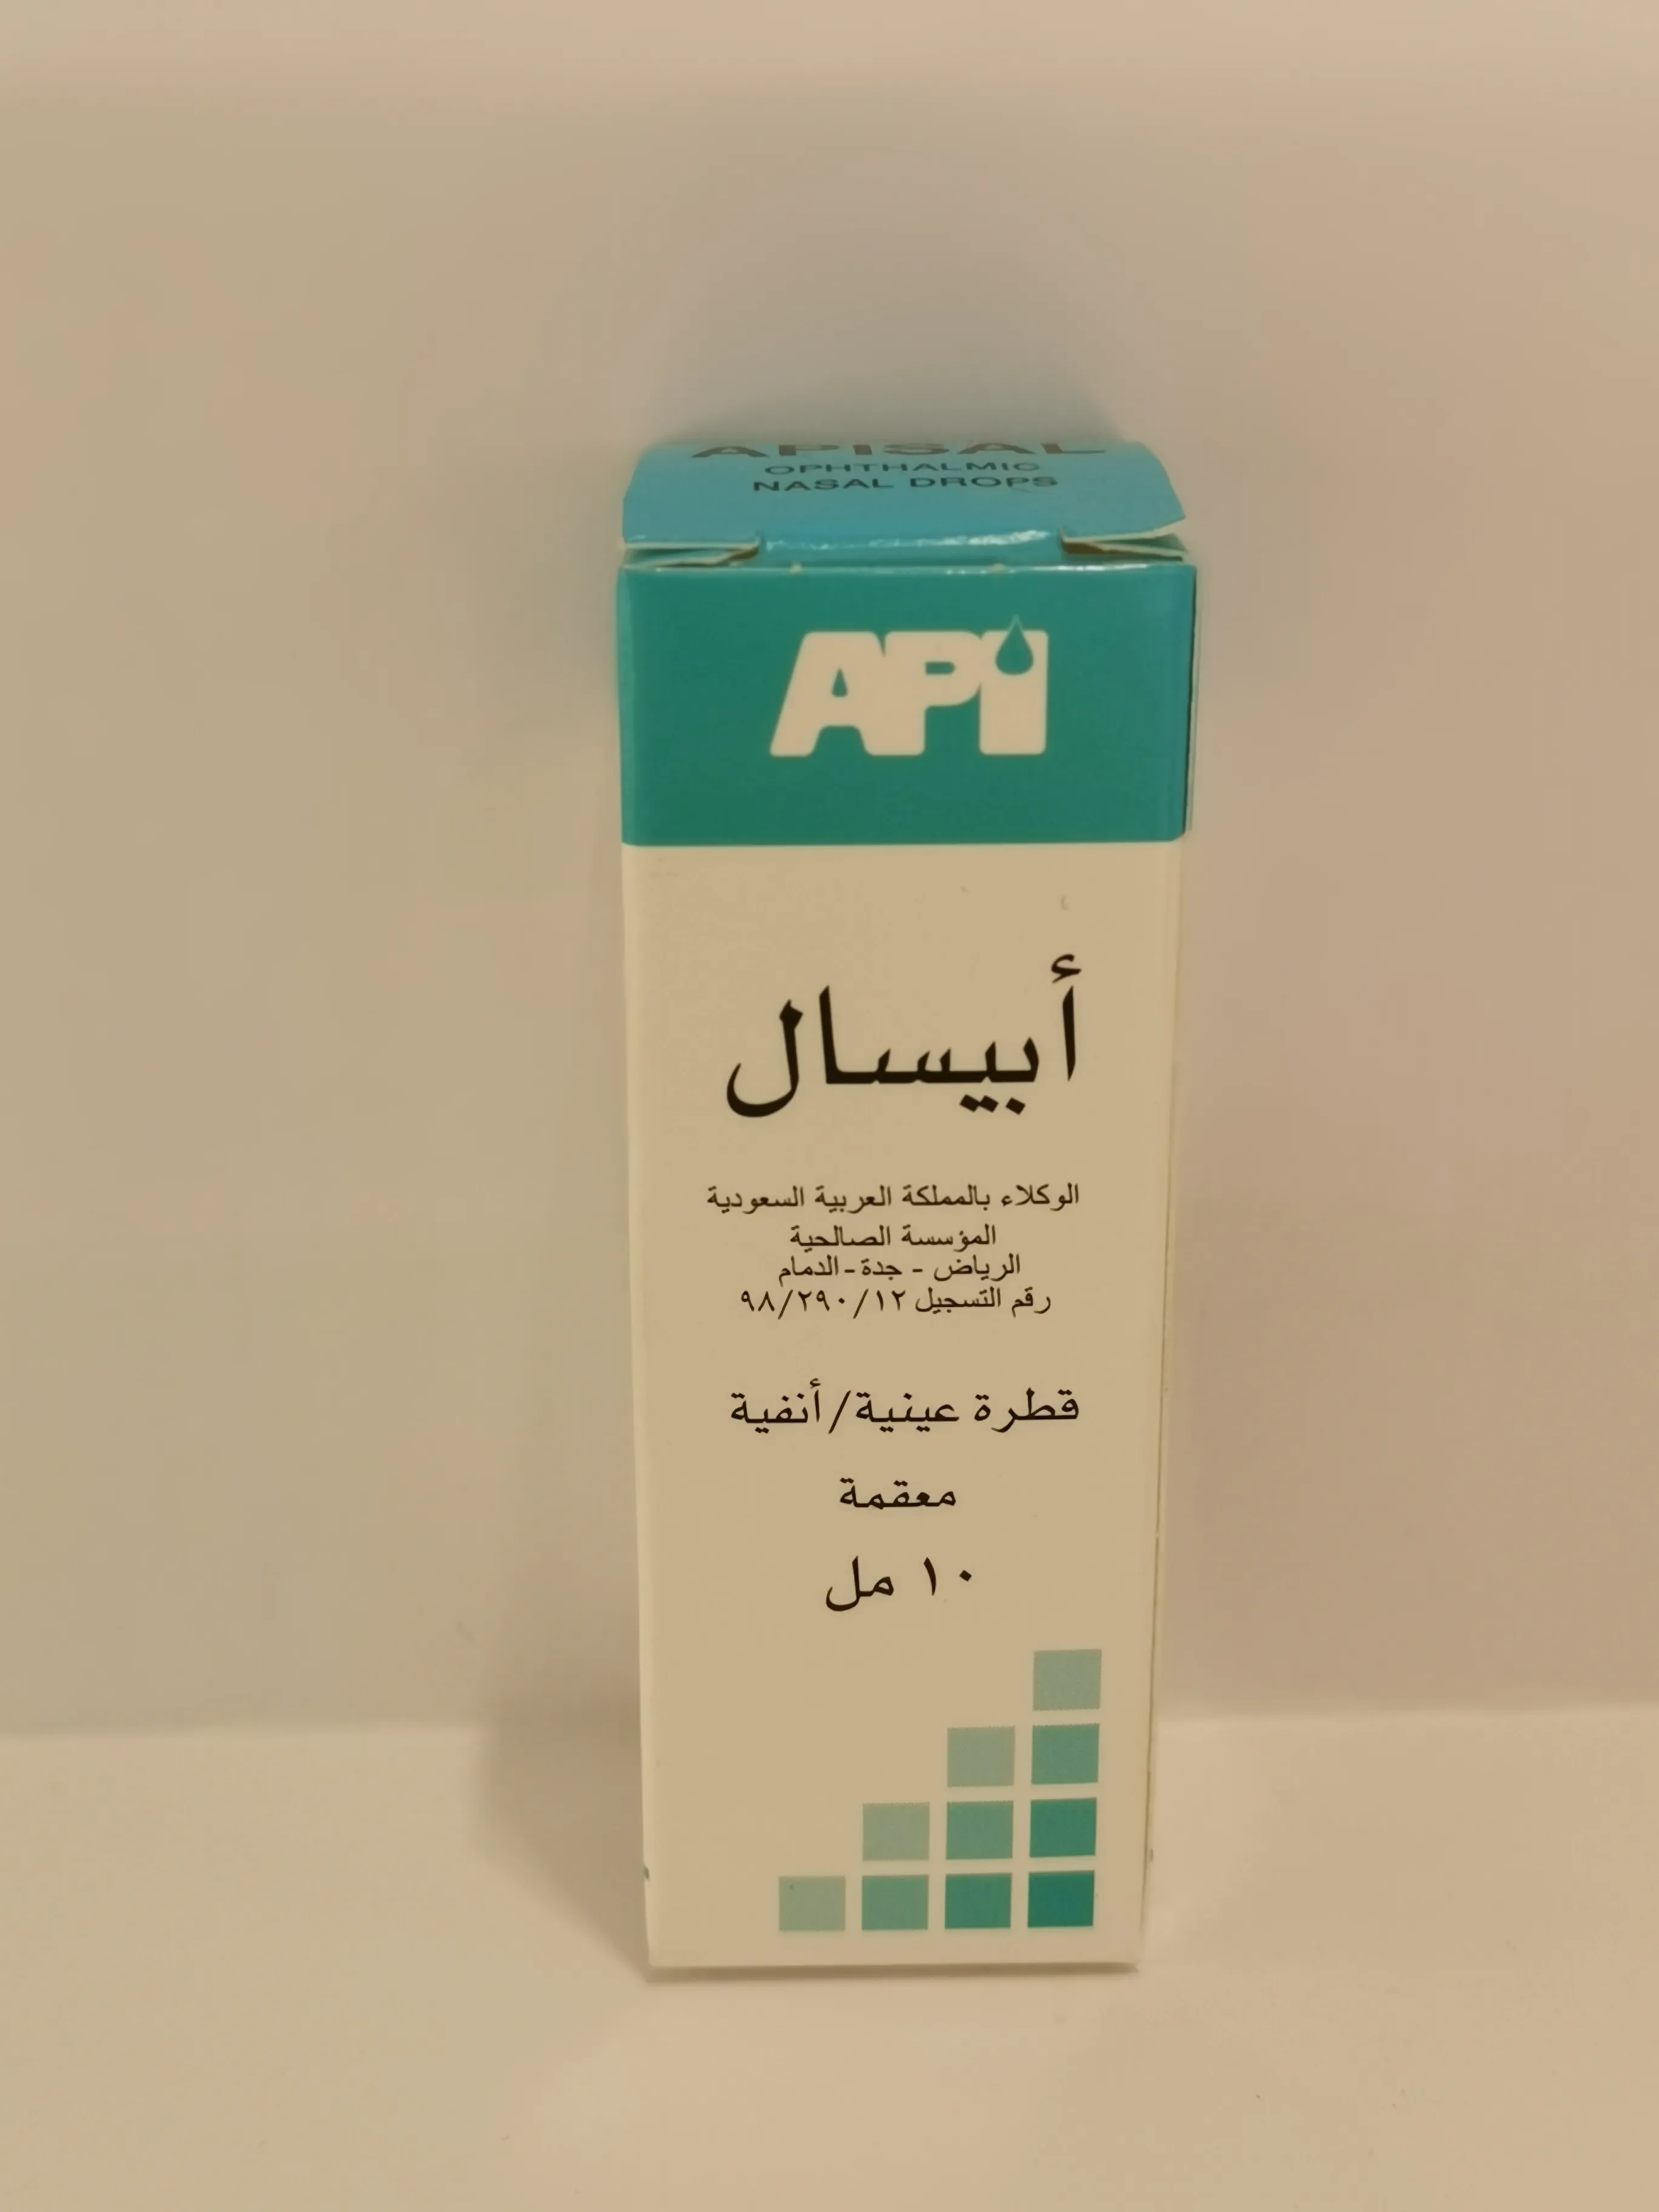 APISAL
OPHTHALMIC
NASAL DROPS
API
أبيسال
الوكلاء بالمملكة العربية السعودية
المؤسسة الصالحية
الرياض - جدة - الدمام
رقم التسجيل ٩٨/٢٩٠/١٢
قطرة عينية/أنفية
معقمة
١٠ مل